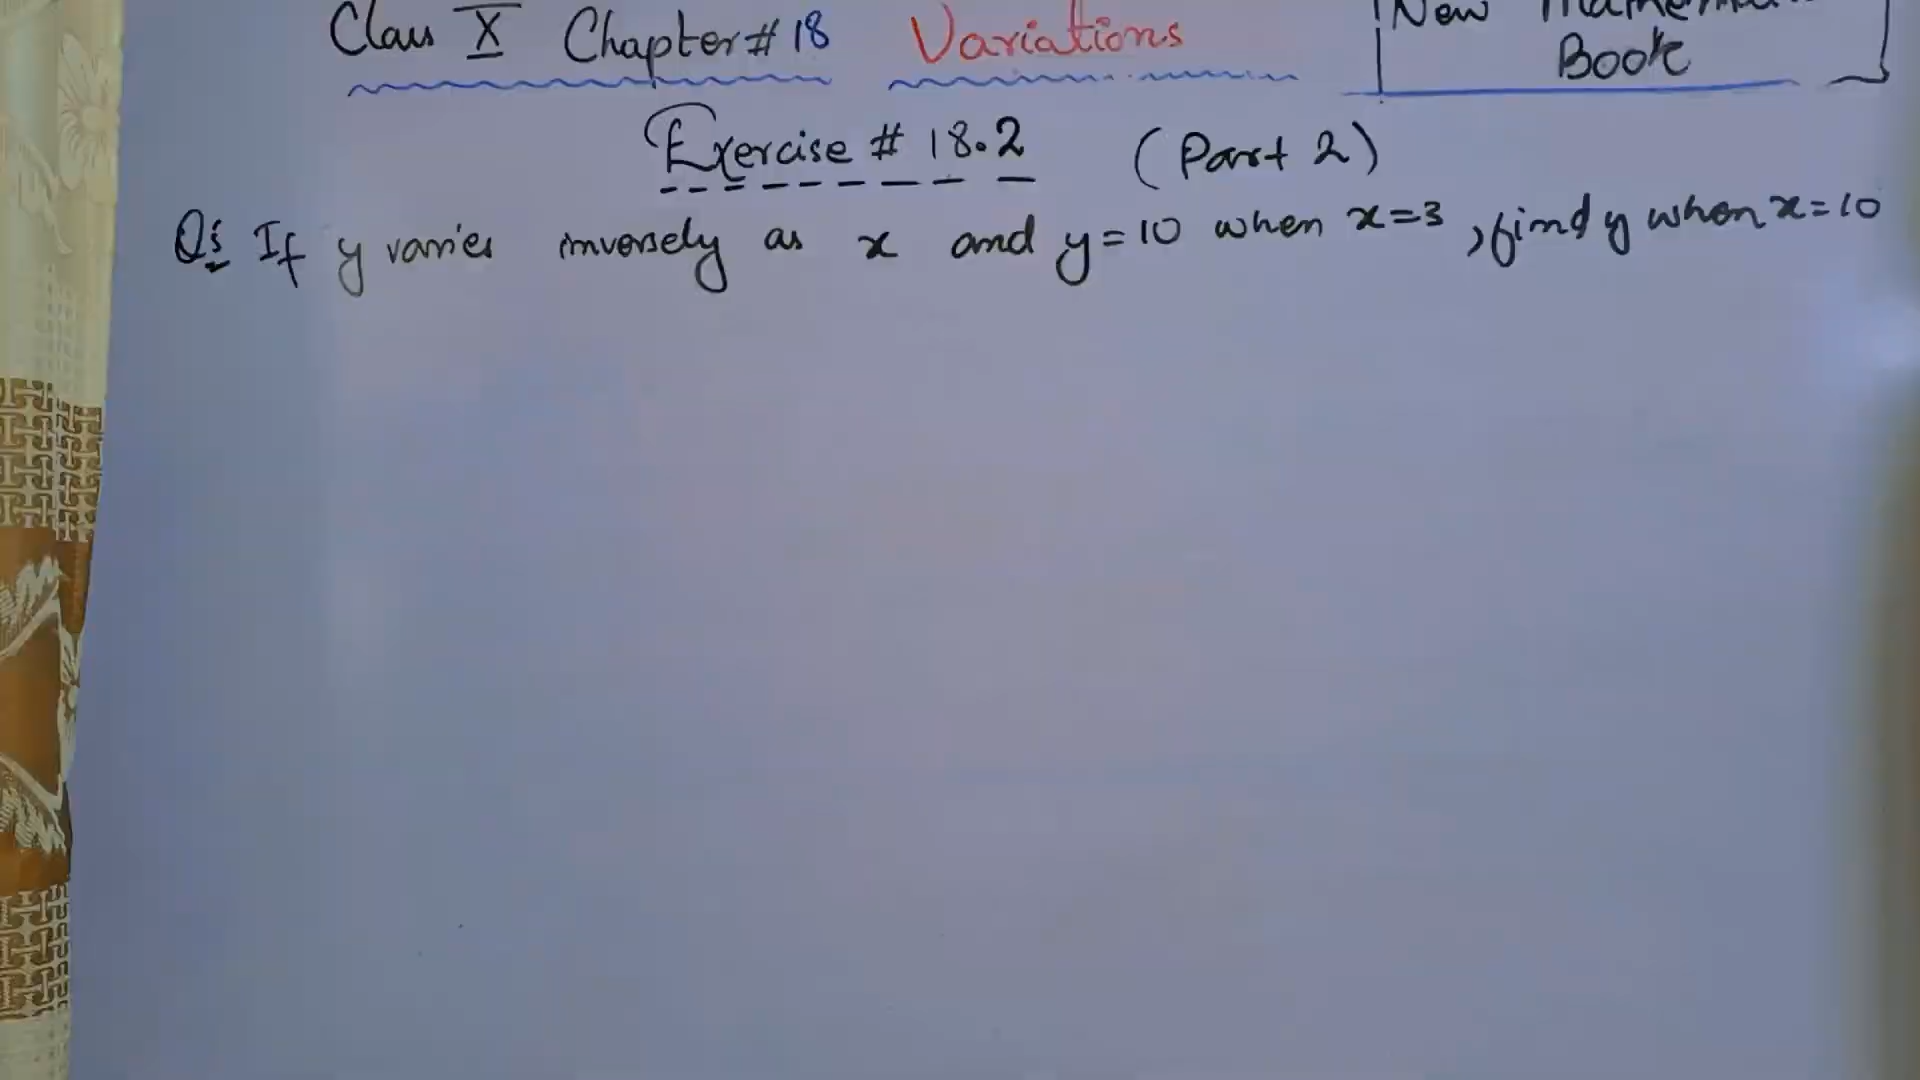 Class X Chapter # 18 Variations New
Book
Exercise # 18.2 (Part 2)
Q5 If y varies inversely as x and y = 10 when x = 3, find y when x = 10